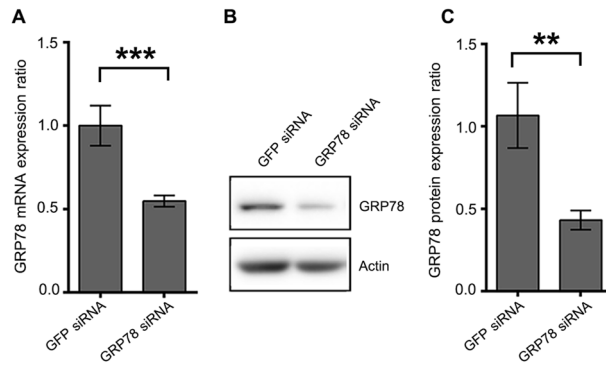 A
GRP78 mRNA expression ratio
1.5
1.0
0.5
0.0
***
GFP siRNA
GRP78 siRNA
B
GFP siRNA
GRP78 siRNA
GRP78
Actin
C
GRP78 protein expression ratio
1.5
1.0
0.5
0.0
**
GFP siRNA
GRP78 siRNA